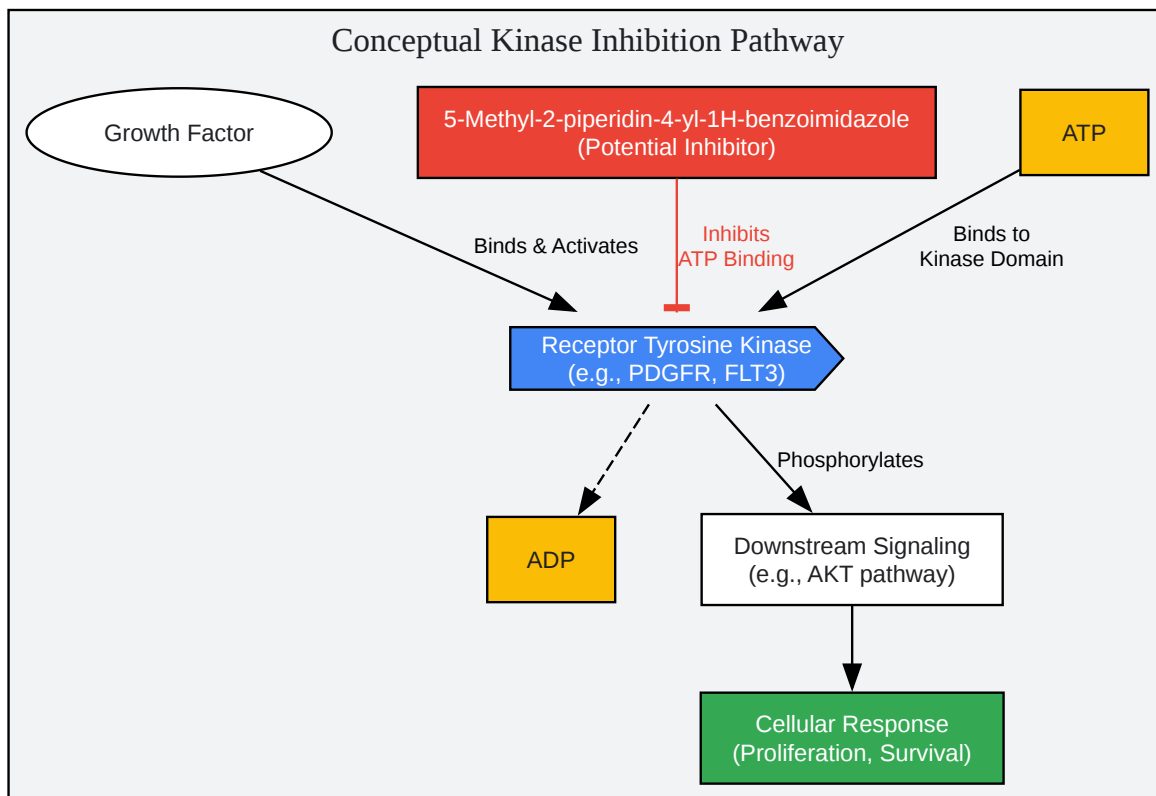 Conceptual Kinase Inhibition Pathway
Growth Factor
5-Methyl-2-piperidin-4-yl-1H-benzoimidazole
(Potential Inhibitor)
ATP
Binds & Activates
Inhibits
ATP Binding
Binds to
Kinase Domain
Receptor Tyrosine Kinase
(e.g., PDGFR, FLT3)
Phosphorylates
ADP
Downstream Signaling
(e.g., AKT pathway)
Cellular Response
(Proliferation, Survival)